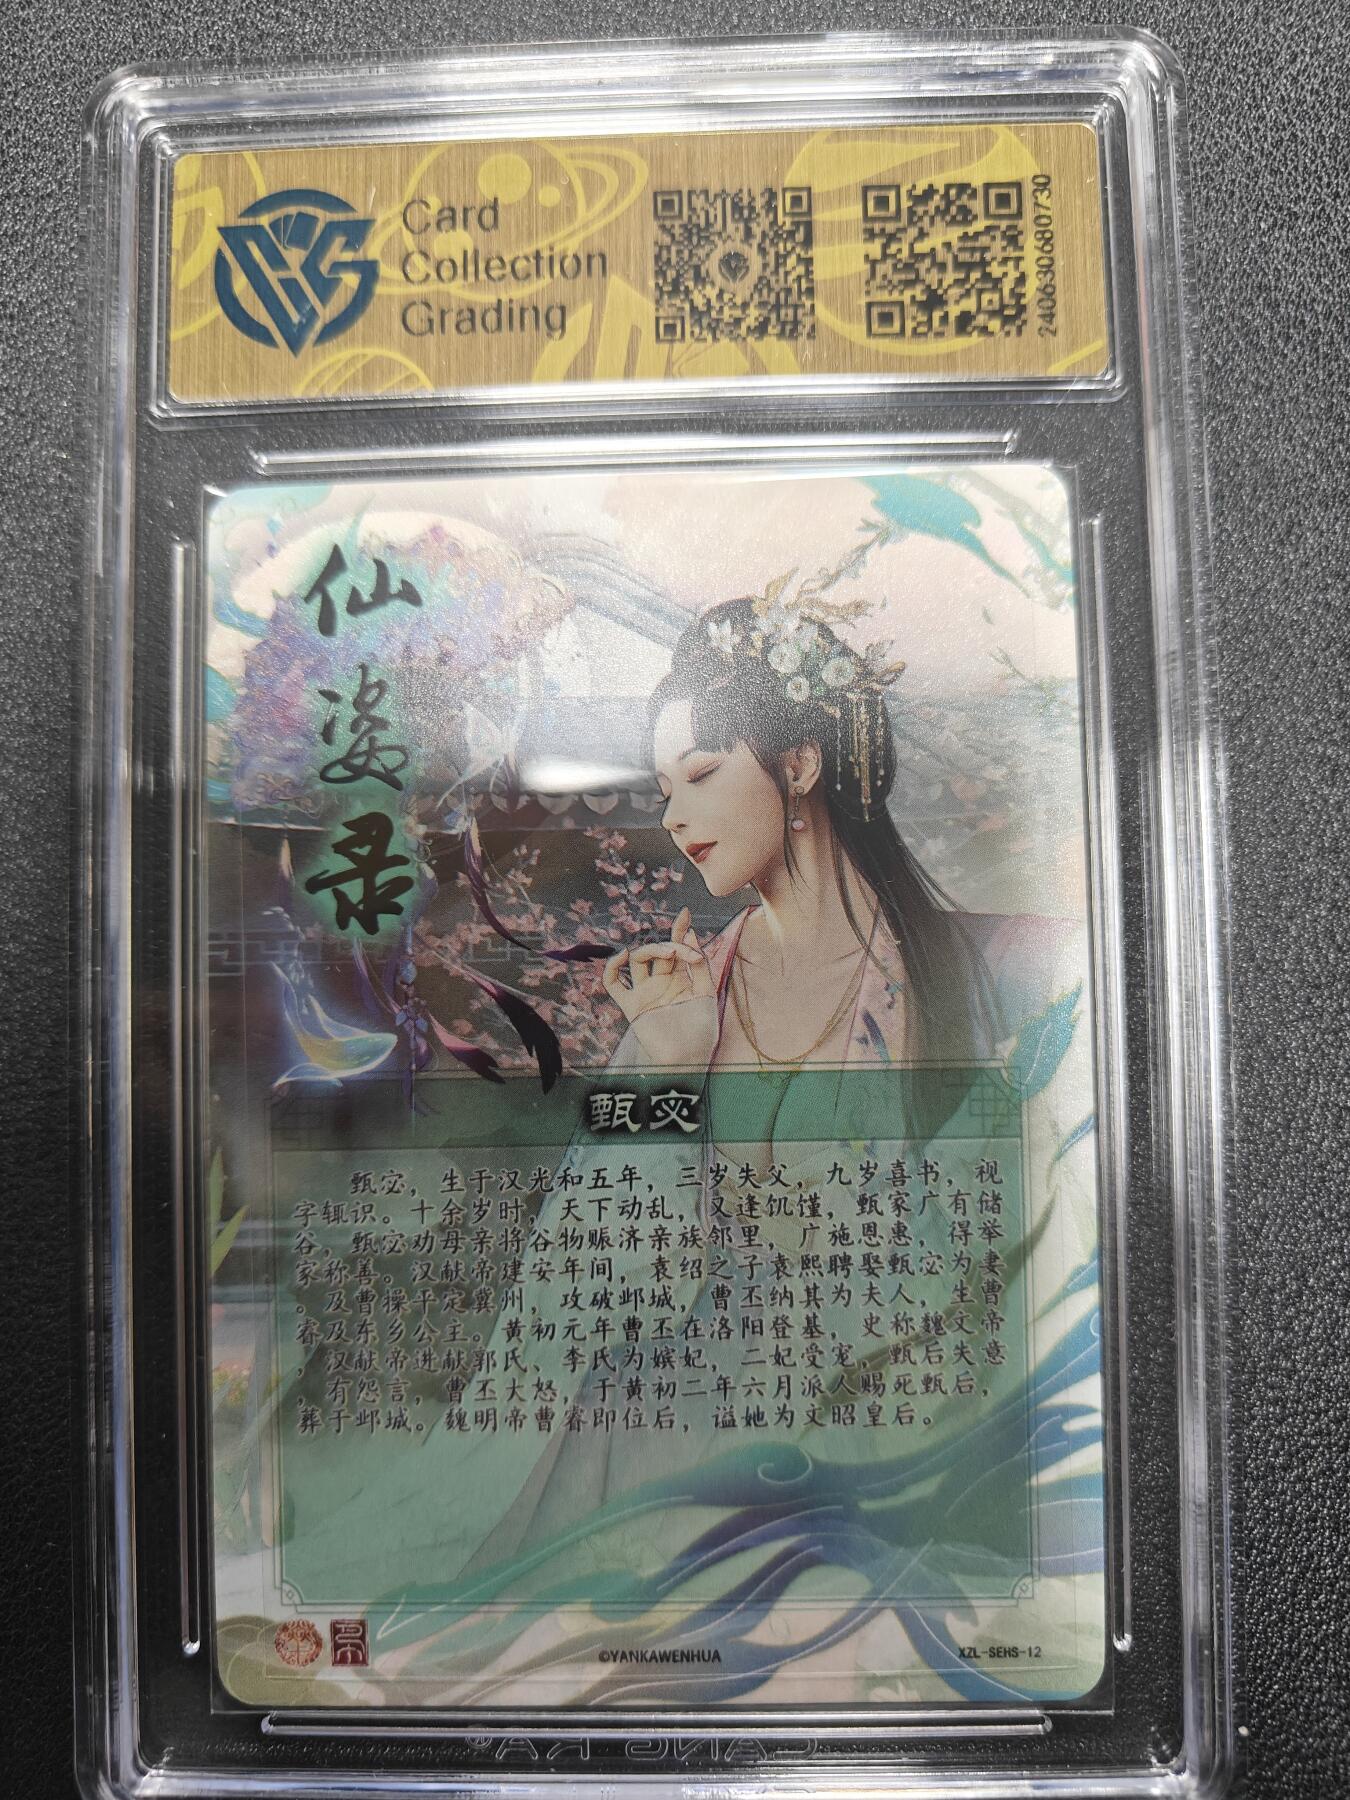 Card
Collection
Grading
240630680730
仙姿录
甄宓
甄宓，生于汉光和五年，三岁失父，九岁喜书，视
字辄识。十余岁时，天下动乱，又逢饥馑，甄家广有储
谷，甄宓劝母亲将谷物赈济亲族邻里，广施恩惠，得举
家称善。汉献帝建安年间，袁绍之子袁熙聘娶甄宓为妻
。及曹操平定冀州，攻破邺城，曹丕纳其为夫人，生曹
睿及东乡公主。黄初元年曹丕在洛阳登基，史称魏文帝
，汉献帝进献郭氏、李氏为嫔妃，二妃受宠，甄后失意
，有怨言，曹丕大怒，于黄初二年六月派人赐死甄后，
葬于邺城。魏明帝曹睿即位后，谥她为文昭皇后。
©YANKAWENHUA
XZL-SEHS-12